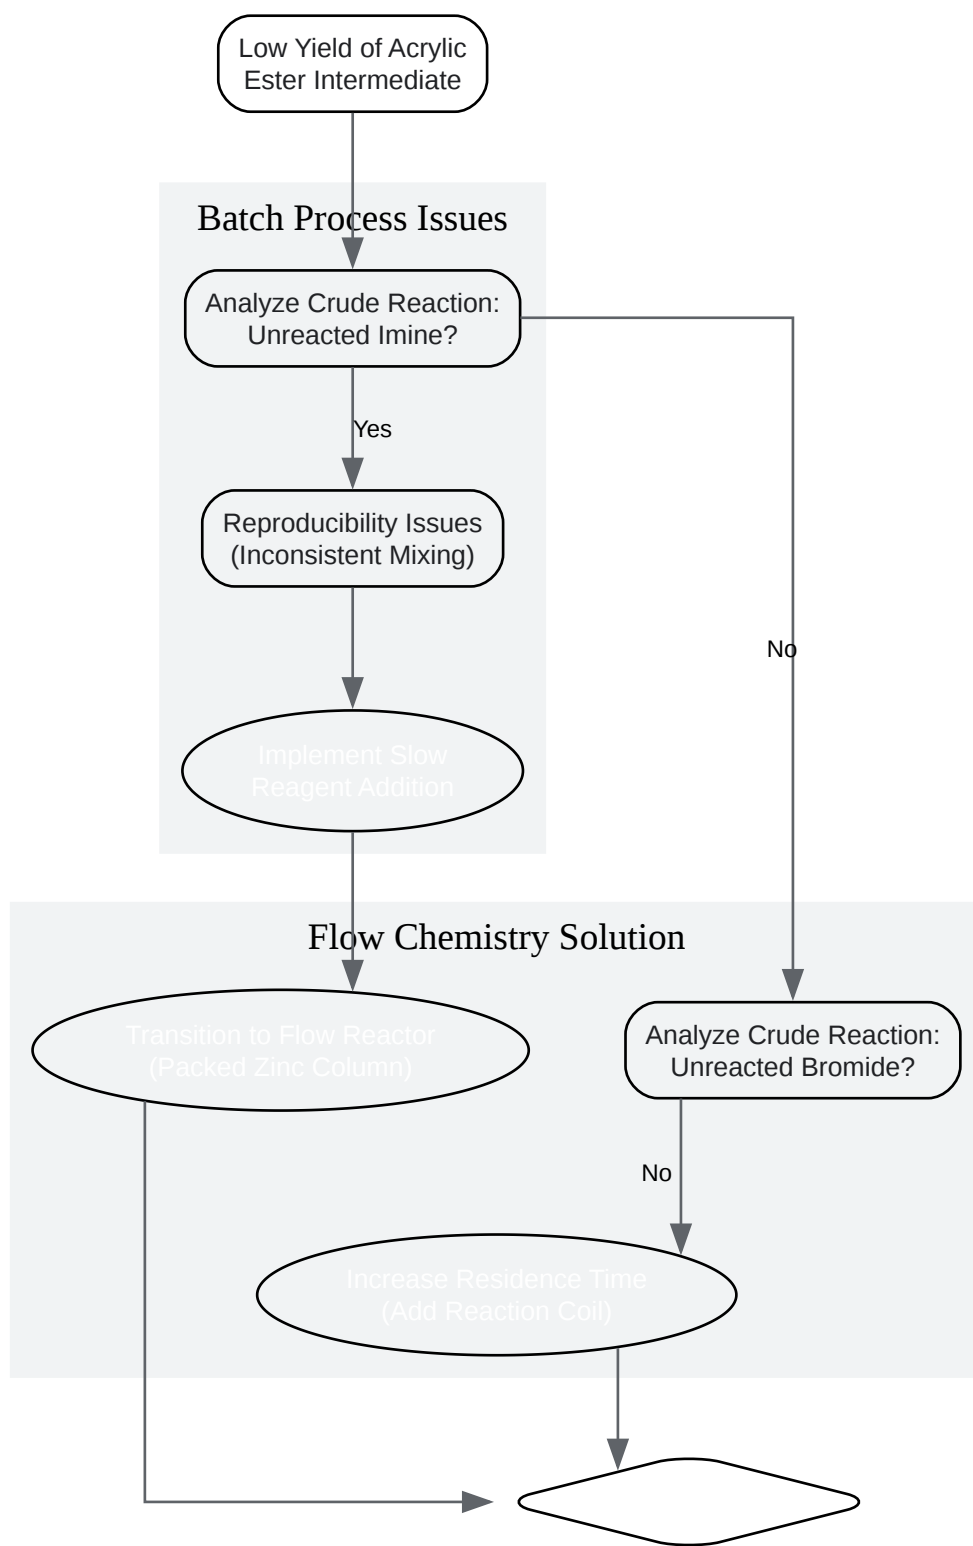 Low Yield of Acrylic
Ester Intermediate
Batch Process Issues
Analyze Crude Reaction:
Unreacted Imine?
Yes
Reproducibility Issues
(Inconsistent Mixing)
No
Implement Slow
Reagent Addition
Flow Chemistry Solution
Transition to Flow Reactor
(Packed Zinc Column)
Analyze Crude Reaction:
Unreacted Bromide?
No
Increase Residence Time
(Add Reaction Coil)